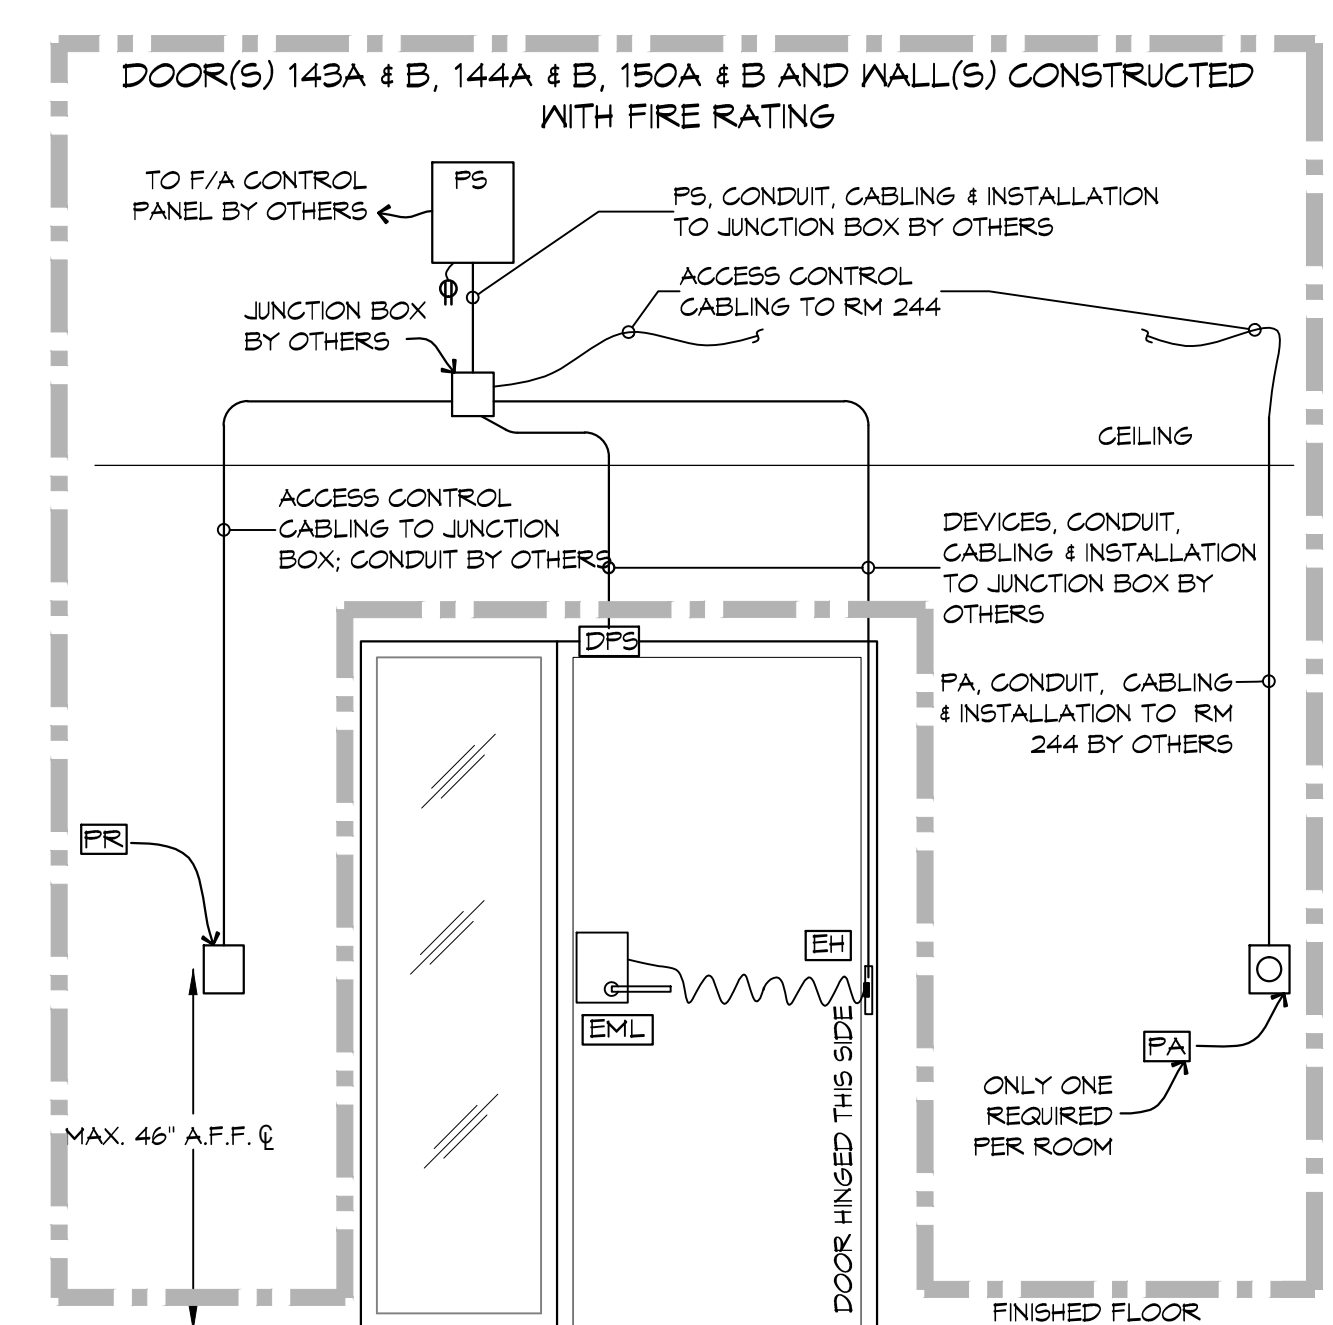 DOOR(S) 143A & B, 144A & B, 150A & B AND WALL(S) CONSTRUCTED
WITH FIRE RATING
TO F/A CONTROL
PANEL BY OTHERS
PS
PS, CONDUIT, CABLING & INSTALLATION
TO JUNCTION BOX BY OTHERS
ACCESS CONTROL
CABLING TO RM 244
JUNCTION BOX
BY OTHERS
CEILING
ACCESS CONTROL
CABLING TO JUNCTION
BOX; CONDUIT BY OTHERS
DEVICES, CONDUIT,
CABLING & INSTALLATION
TO JUNCTION BOX BY
OTHERS
DPS
PA, CONDUIT, CABLING
& INSTALLATION TO RM
244 BY OTHERS
PR
EH
EML
DOOR HINGED THIS SIDE
PA
ONLY ONE
REQUIRED
PER ROOM
MAX. 46" A.F.F. ℄
FINISHED FLOOR